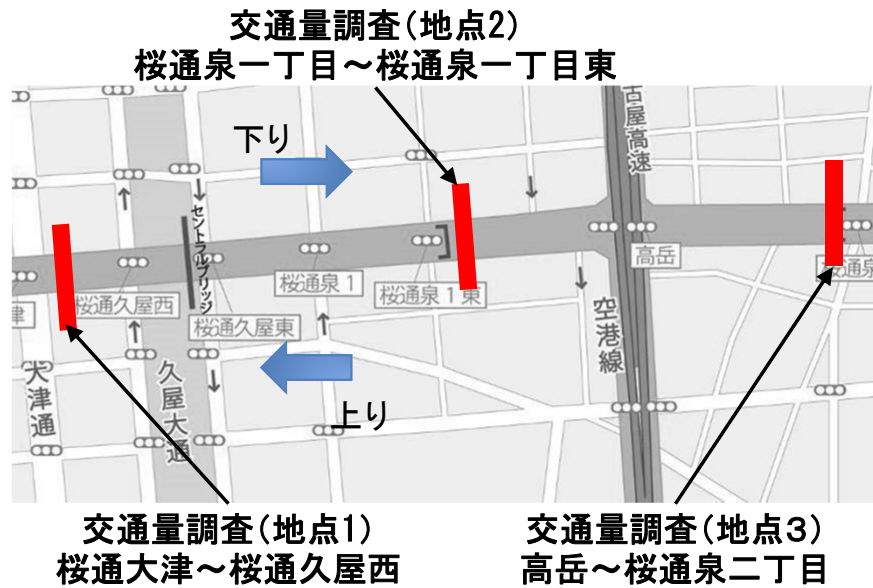 交通量調査（地点2）
桜通泉一丁目～桜通泉一丁目東
下り
古屋高速
セントラルブリッジ
桜通泉1
高岳
桜通泉
津
桜通久屋西
桜通久屋東
桜通泉1東
空港線
大津通
久屋大通
上り
交通量調査（地点1）
桜通大津～桜通久屋西
交通量調査（地点３）
高岳～桜通泉二丁目